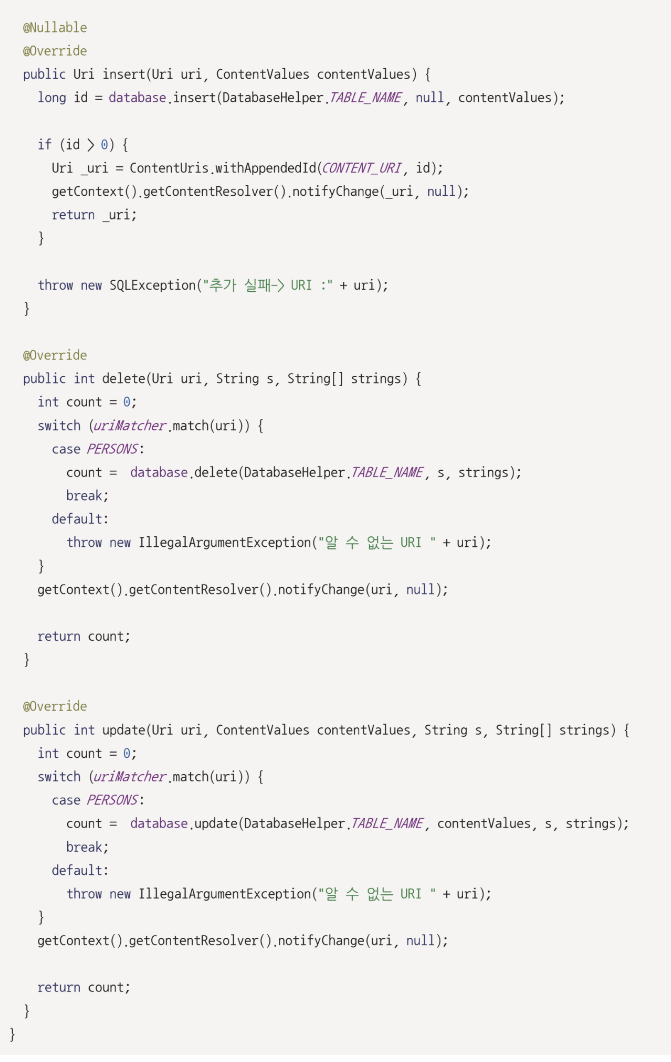 @Nullable
@Override
public Uri insert(Uri uri, ContentValues contentValues) {
long id = database.insert(DatabaseHelper.TABLE_NAME, null, contentValues);
if (id > 0) {
Uri _uri = ContentUris.withAppendedId(CONTENT_URI, id);
getContext().getContentResolver().notifyChange(_uri, null);
return _uri;
}
throw new SQLException("추가 실패-> URI :" + uri);
}
@Override
public int delete(Uri uri, String s, String[] strings) {
int count = 0;
switch (uriMatcher.match(uri)) {
case PERSONS:
count =  database.delete(DatabaseHelper.TABLE_NAME, s, strings);
break;
default:
throw new IllegalArgumentException("알 수 없는 URI " + uri);
}
getContext().getContentResolver().notifyChange(uri, null);
return count;
}
@Override
public int update(Uri uri, ContentValues contentValues, String s, String[] strings) {
int count = 0;
switch (uriMatcher.match(uri)) {
case PERSONS:
count =  database.update(DatabaseHelper.TABLE_NAME, contentValues, s, strings);
break;
default:
throw new IllegalArgumentException("알 수 없는 URI " + uri);
}
getContext().getContentResolver().notifyChange(uri, null);
return count;
}
}